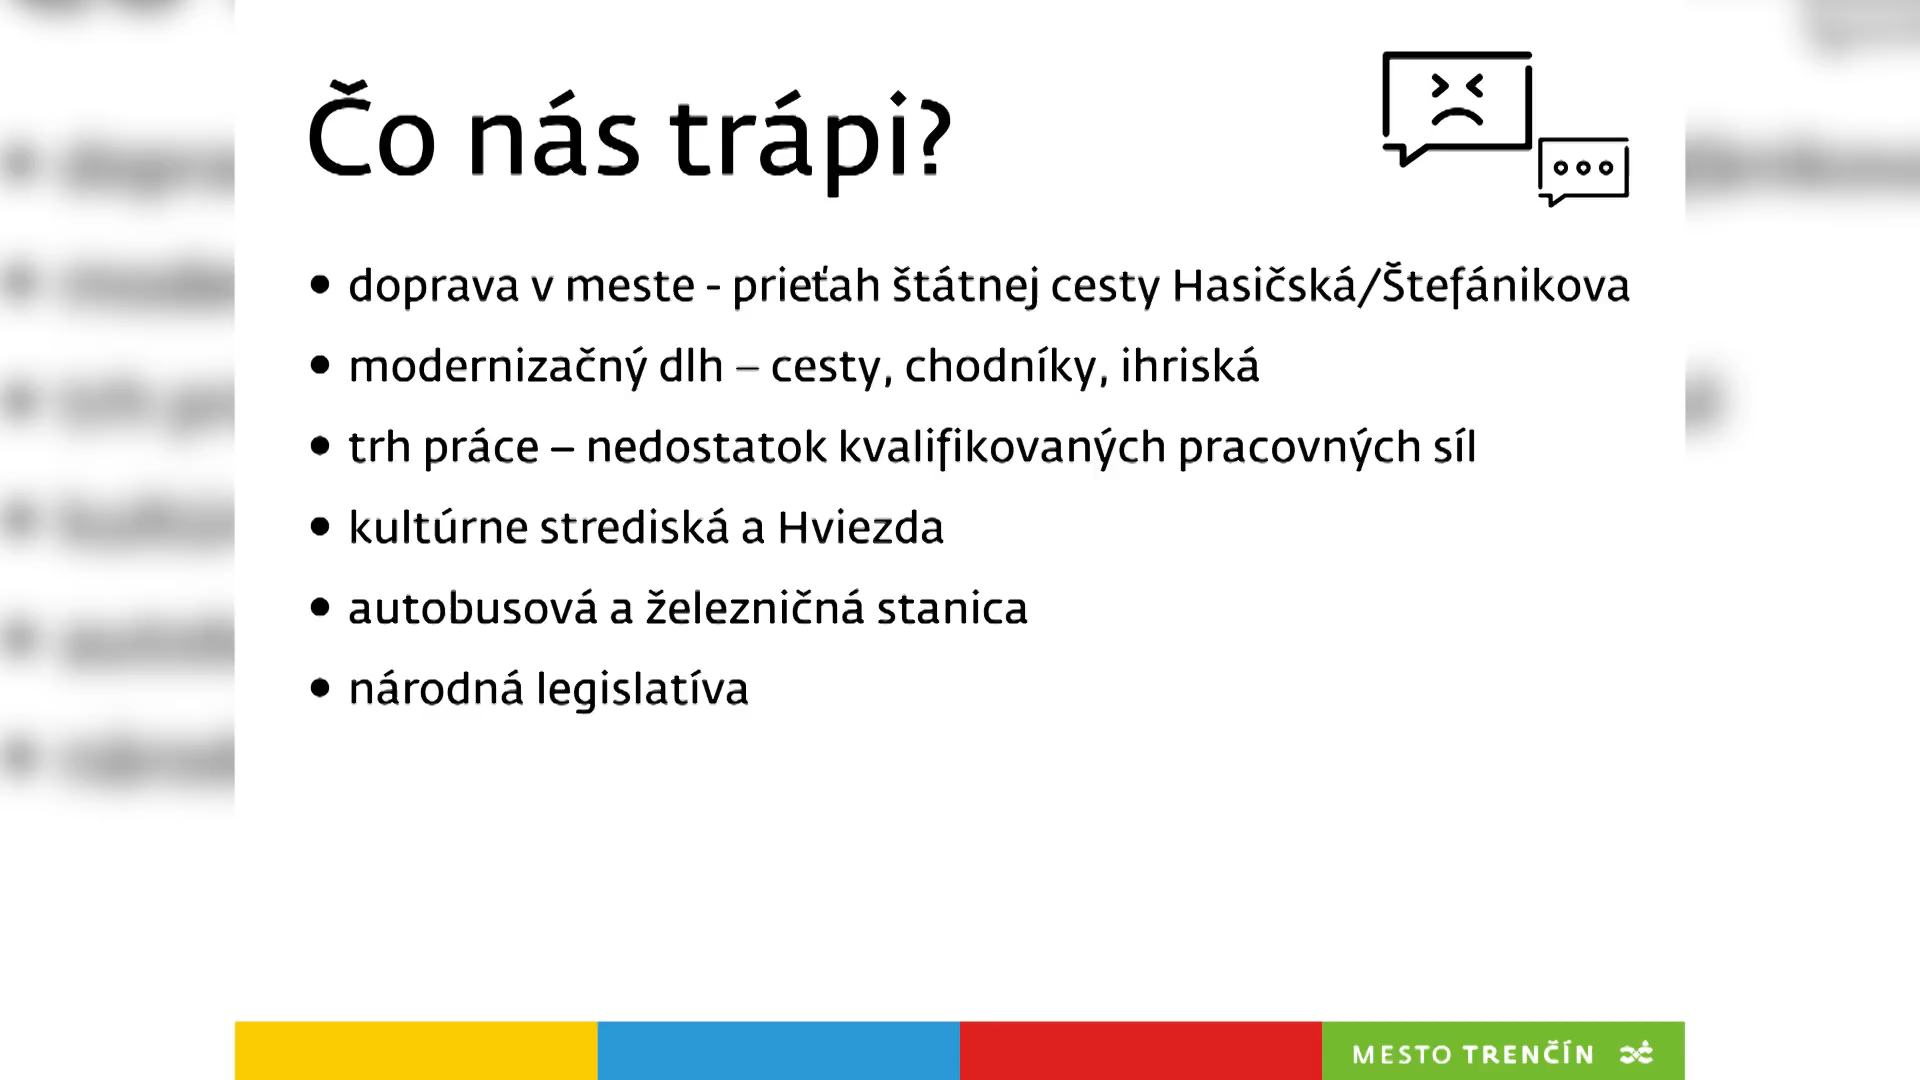 Čo nás trápi?
• doprava v meste - prieťah štátnej cesty Hasičská/Štefánikova
• modernizačný dlh – cesty, chodníky, ihriská
• trh práce – nedostatok kvalifikovaných pracovných síl
• kultúrne strediská a Hviezda
• autobusová a železničná stanica
• národná legislatíva
MESTO TRENČÍN